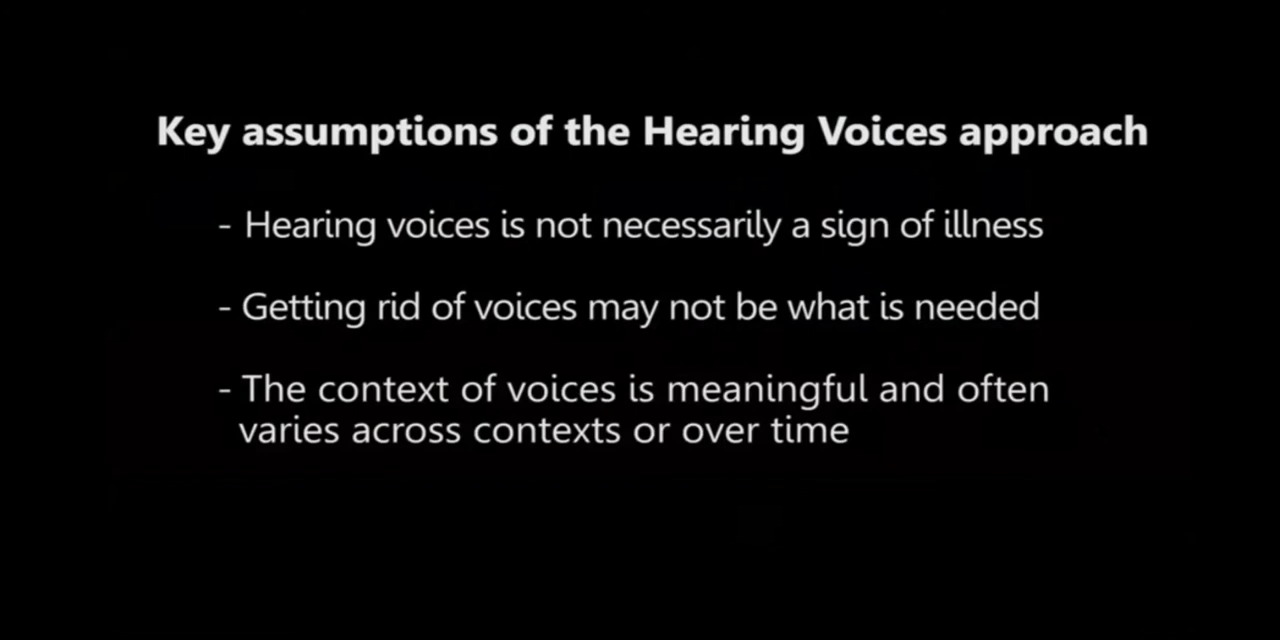 Key assumptions of the Hearing Voices approach
- Hearing voices is not necessarily a sign of illness
- Getting rid of voices may not be what is needed
- The context of voices is meaningful and often
varies across contexts or over time